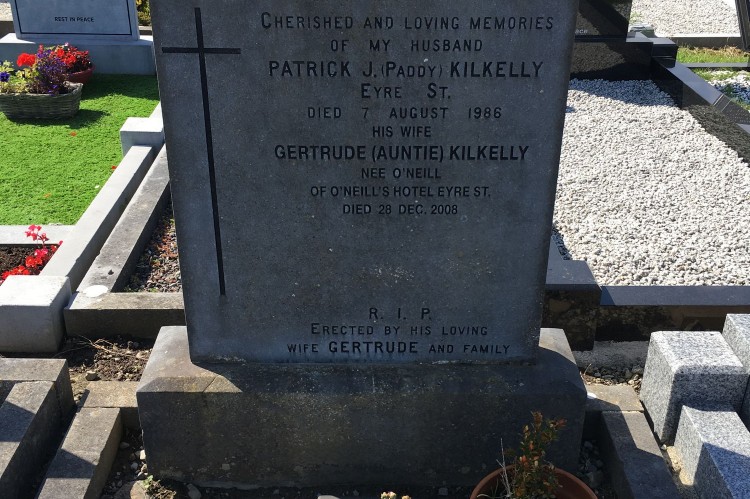 REST IN PEACE
CHERISHED AND LOVING MEMORIES
OF MY HUSBAND
PATRICK J. (PADDY) KILKELLY
EYRE ST.
DIED 7 AUGUST 1986
HIS WIFE
GERTRUDE (AUNTIE) KILKELLY
NEE O'NEILL
OF O'NEILL'S HOTEL EYRE ST.
DIED 28 DEC. 2008
R. I. P.
ERECTED BY HIS LOVING
WIFE GERTRUDE AND FAMILY